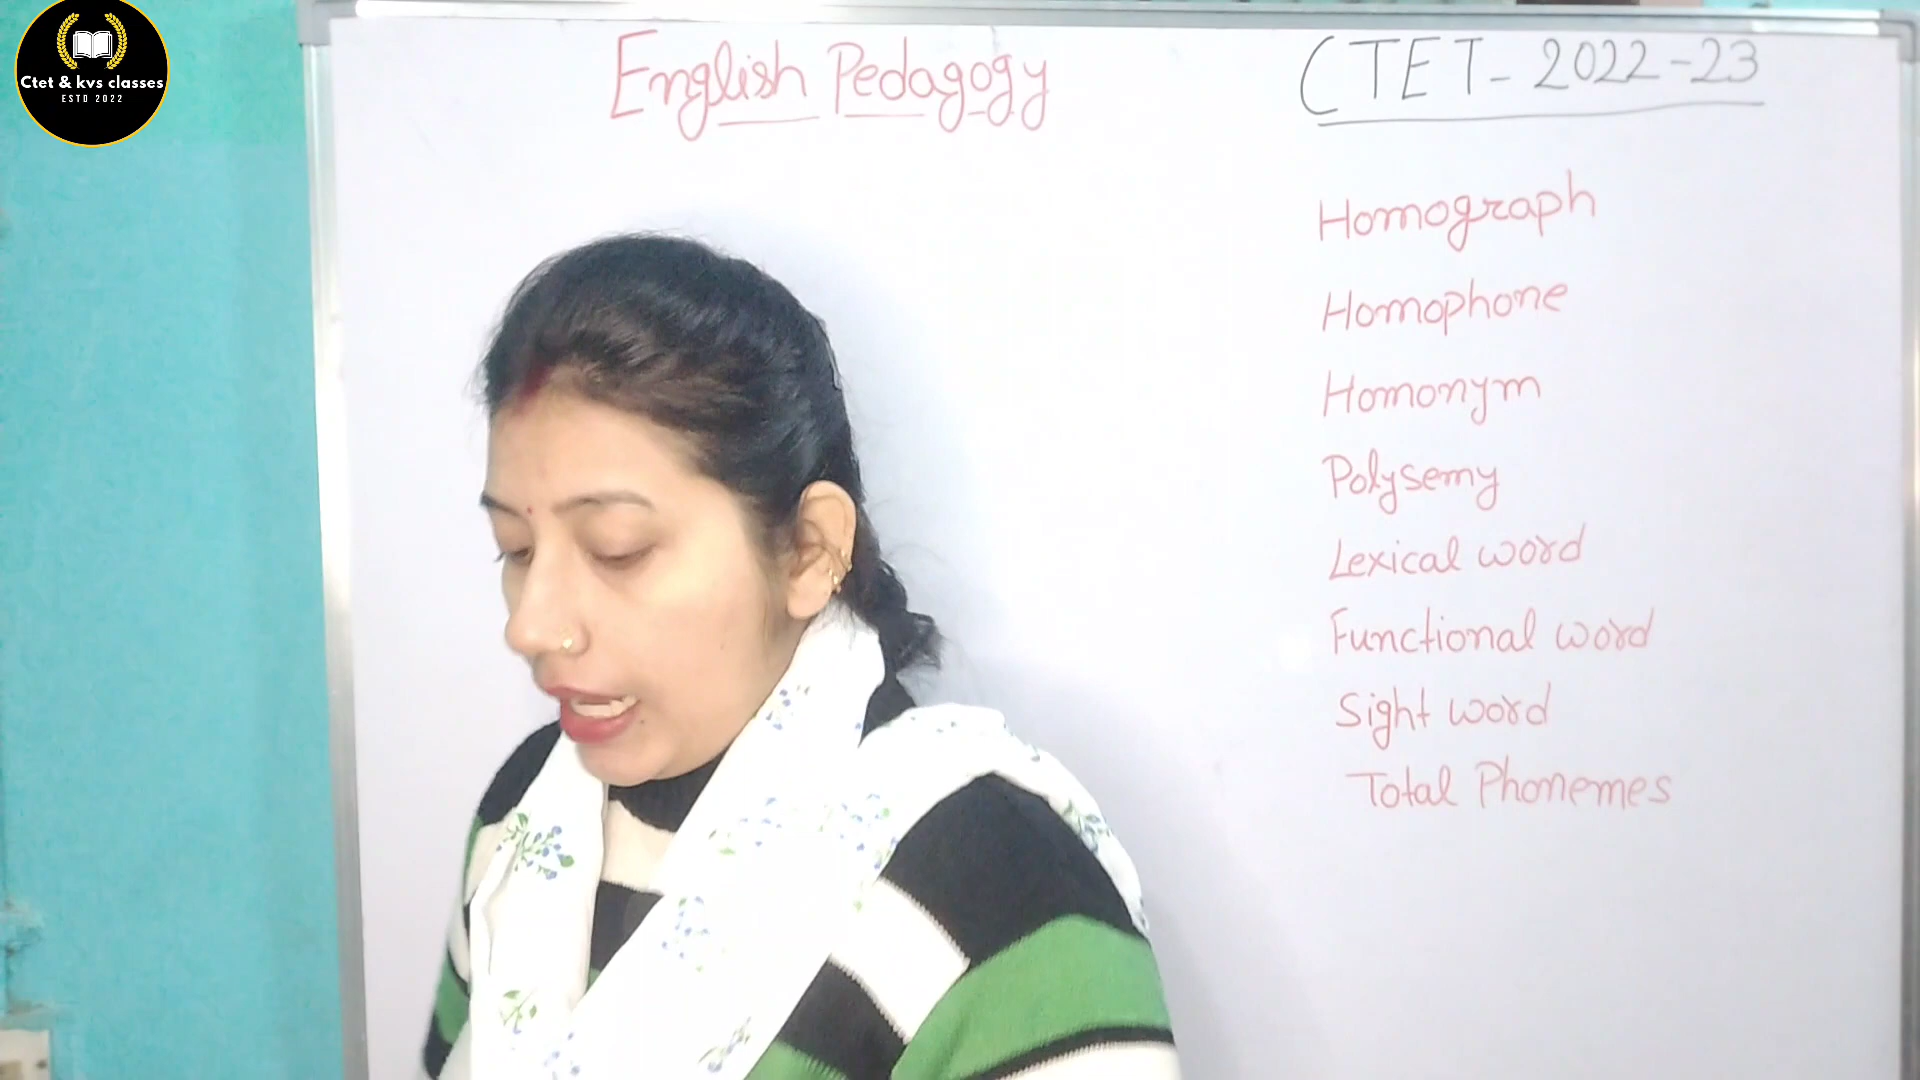 Ctet & kvs classes
ESTD 2022
English Pedagogy
CTET- 2022-23
Homograph
Homophone
Homonym
Polysemy
Lexical word
Functional word
Sight word
Total Phonemes